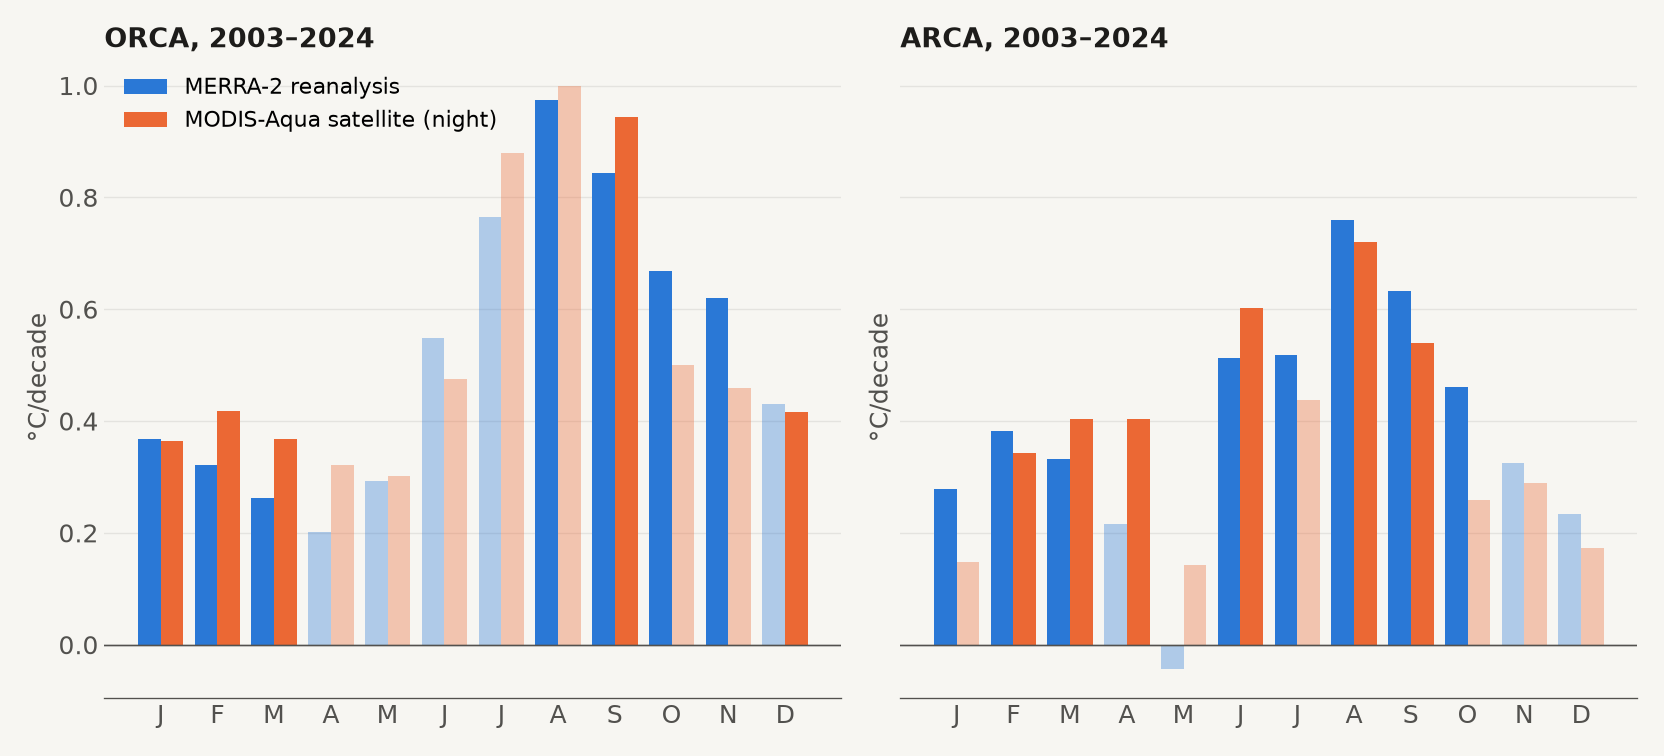 ORCA, 2003–2024
MERRA-2 reanalysis
MODIS-Aqua satellite (night)
°C/decade
1.0
0.8
0.6
0.4
0.2
0.0
J F M A M J J A S O N D
ARCA, 2003–2024
°C/decade
J F M A M J J A S O N D